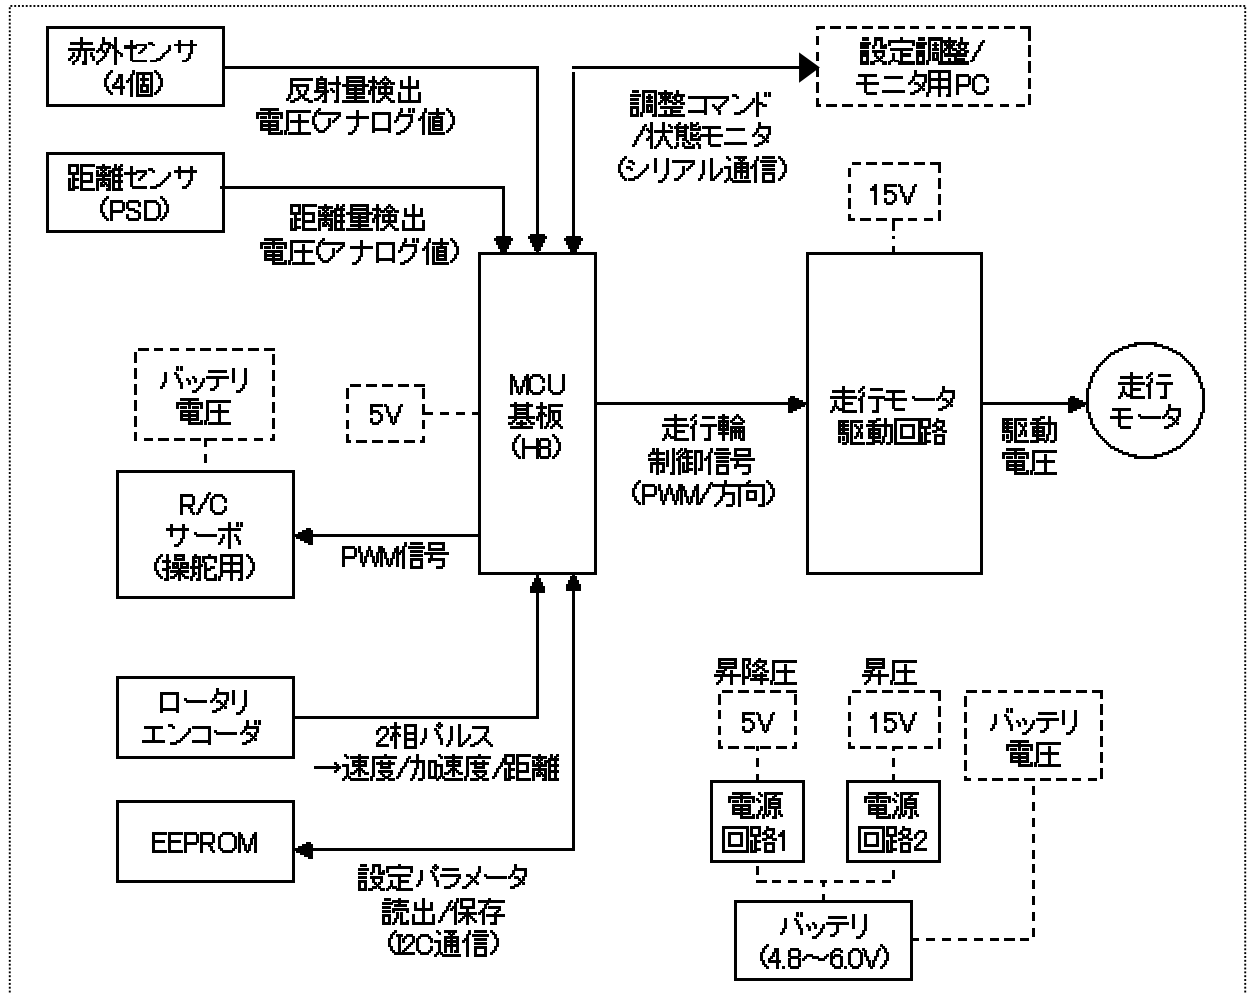 赤外センサ
(4個)
反射量検出
電圧(アナログ値)
設定調整/
モニタ用PC
調整コマンド
/状態モニタ
(シリアル通信)
距離センサ
(PSD)
距離量検出
電圧(アナログ値)
15V
バッテリ
電圧
5V
MCU
基板
(H8)
走行輪
制御信号
(PWM/方向)
走行モータ
駆動回路
駆動
電圧
走行
モータ
R/C
サーボ
(操舵用)
PWM信号
ロータリ
エンコーダ
2相パルス
→速度/加速度/距離
EEPROM
設定パラメータ
読出/保存
(I2C通信)
昇降圧
5V
昇圧
15V
バッテリ
電圧
電源
回路1
電源
回路2
バッテリ
(4.8～6.0V)